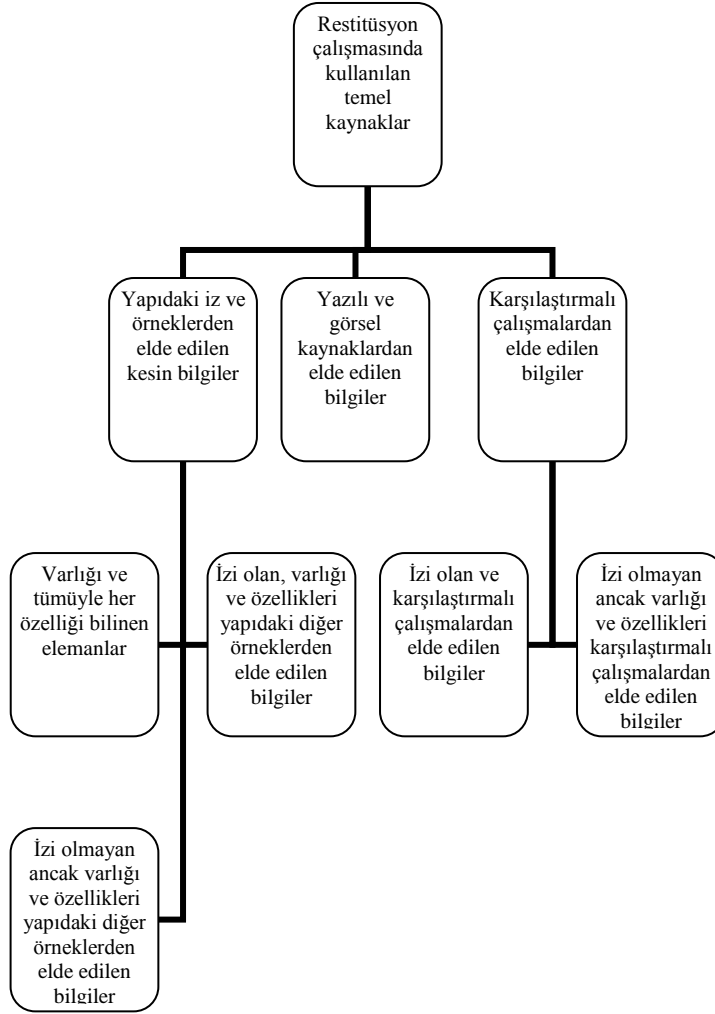 Restitüsyon
çalışmasında
kullanılan
temel
kaynaklar
Yapıdaki iz ve
örneklerden
elde edilen
kesin bilgiler
Yazılı ve
görsel
kaynaklardan
elde edilen
bilgiler
Karşılaştırmalı
çalışmalardan
elde edilen
bilgiler
Varlığı ve
tümüyle her
özelliği bilinen
elemanlar
İzi olan, varlığı
ve özellikleri
yapıdaki diğer
örneklerden
elde edilen
bilgiler
İzi olan ve
karşılaştırmalı
çalışmalardan
elde edilen
bilgiler
İzi olmayan
ancak varlığı
ve özellikleri
karşılaştırmalı
çalışmalardan
elde edilen
bilgiler
İzi olmayan
ancak varlığı
ve özellikleri
yapıdaki diğer
örneklerden
elde edilen
bilgiler